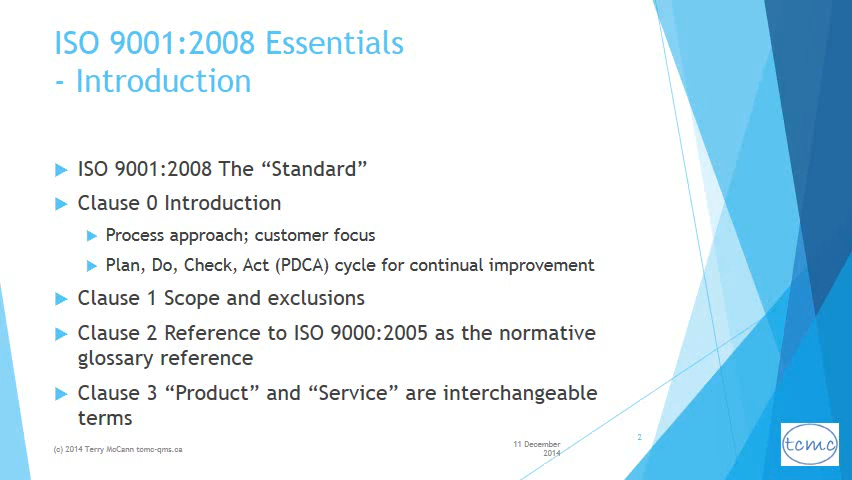 ISO 9001:2008 Essentials
- Introduction
ISO 9001:2008 The “Standard”
Clause 0 Introduction
Process approach; customer focus
Plan, Do, Check, Act (PDCA) cycle for continual improvement
Clause 1 Scope and exclusions
Clause 2 Reference to ISO 9000:2005 as the normative
glossary reference
Clause 3 “Product” and “Service” are interchangeable
terms
(c) 2014 Terry McCann tcmc-qms.ca
11 December
2014
2
tcmc